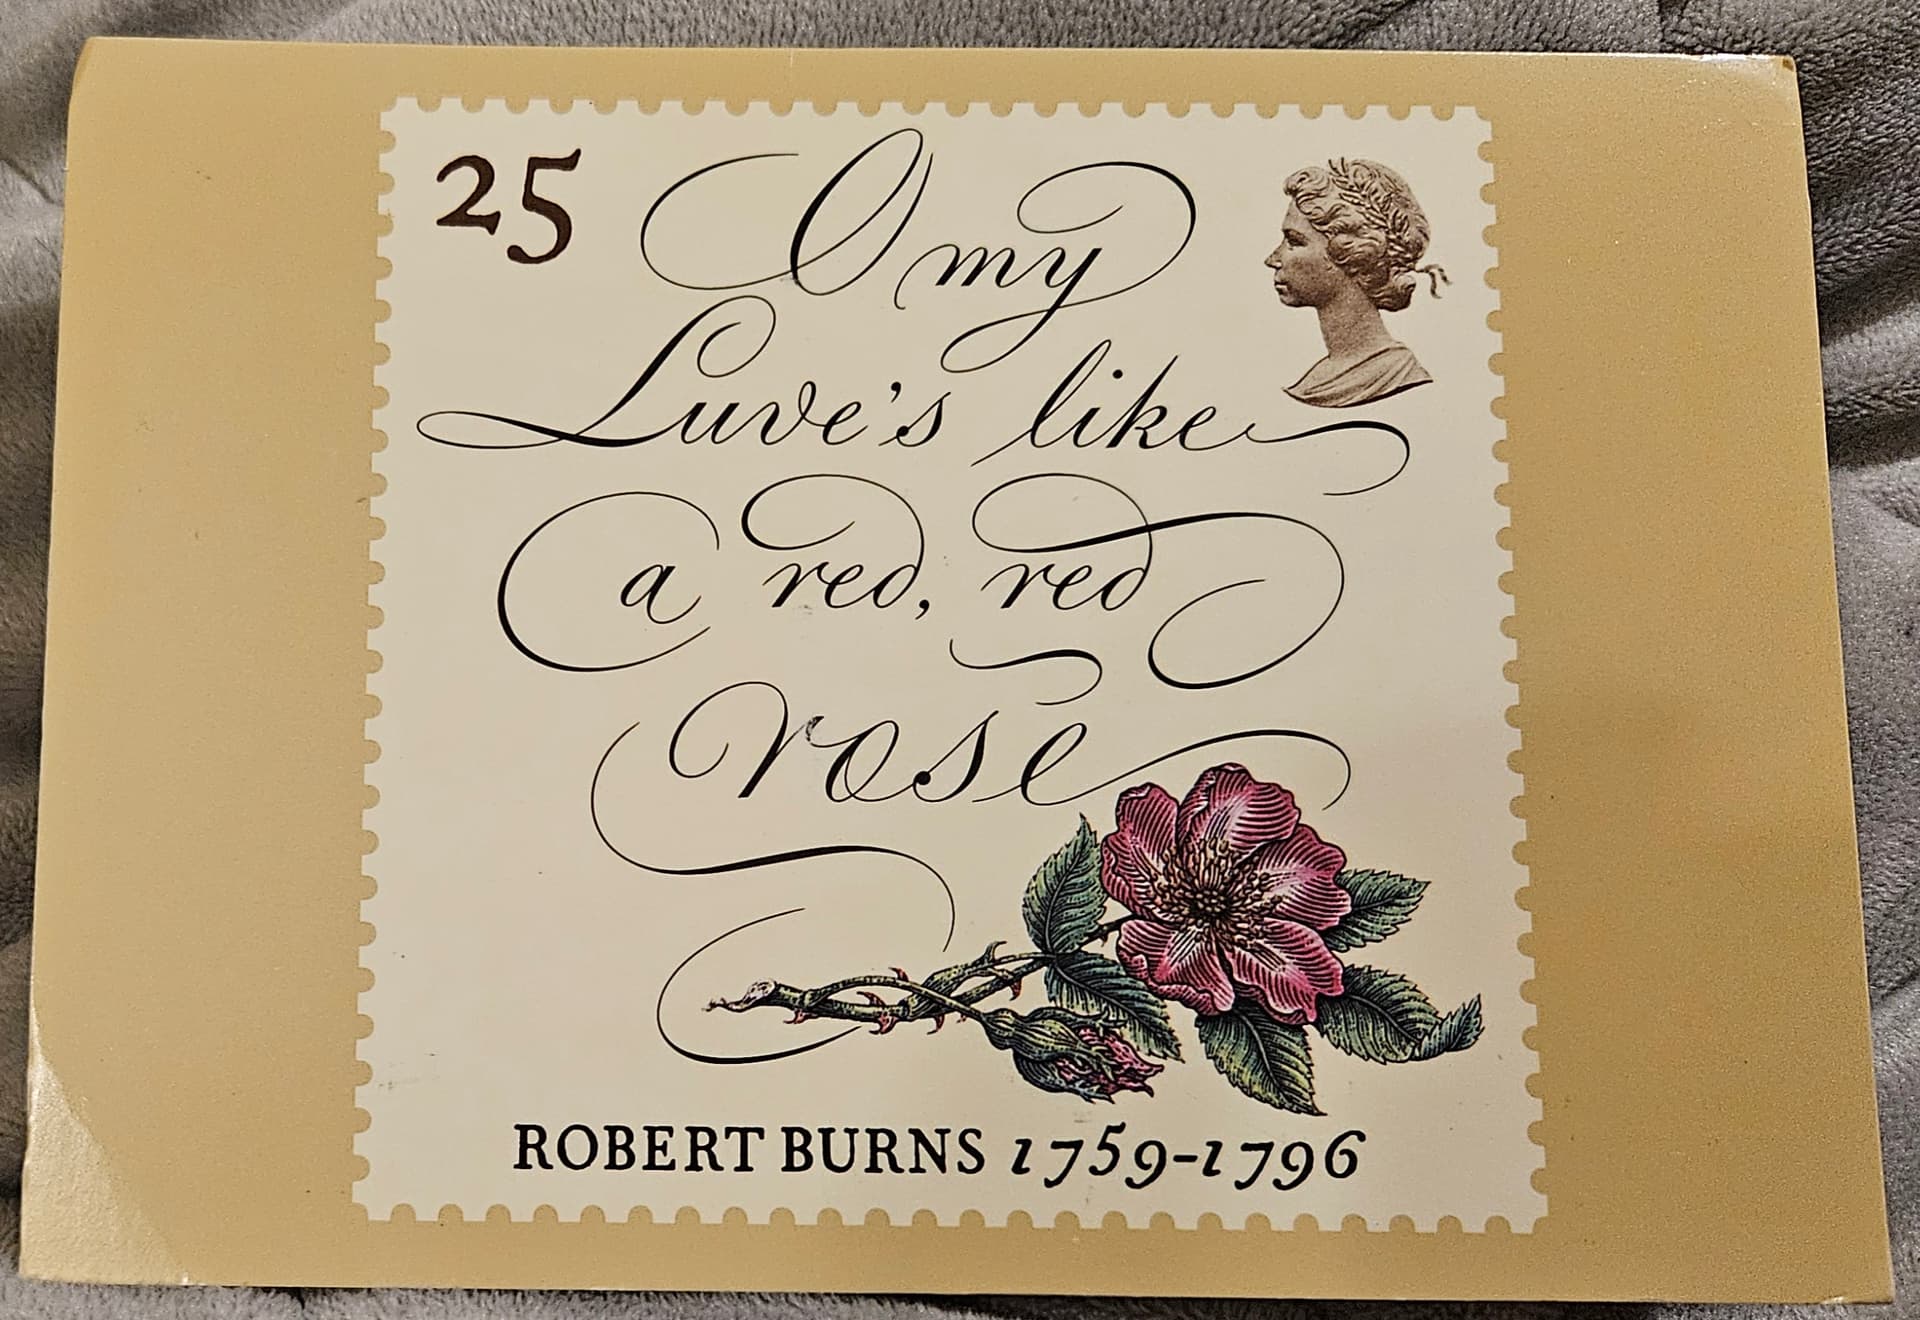 25
O my
Luve's like
a red, red
rose
ROBERT BURNS 1759-1796